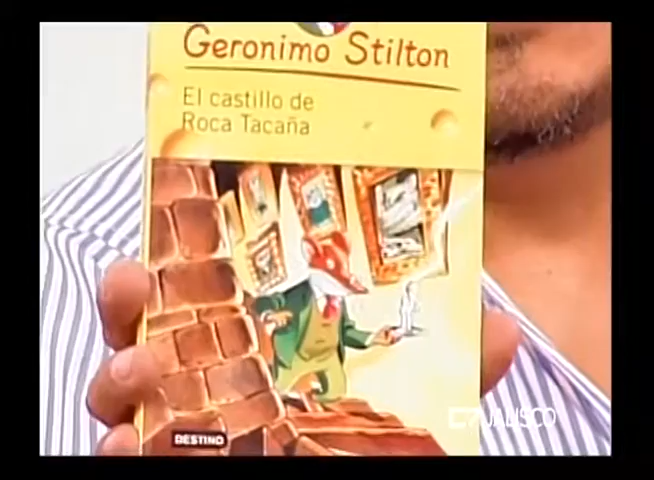 Geronimo Stilton
El castillo de
Roca Tacaña
DESTINO
C7 JALISCO